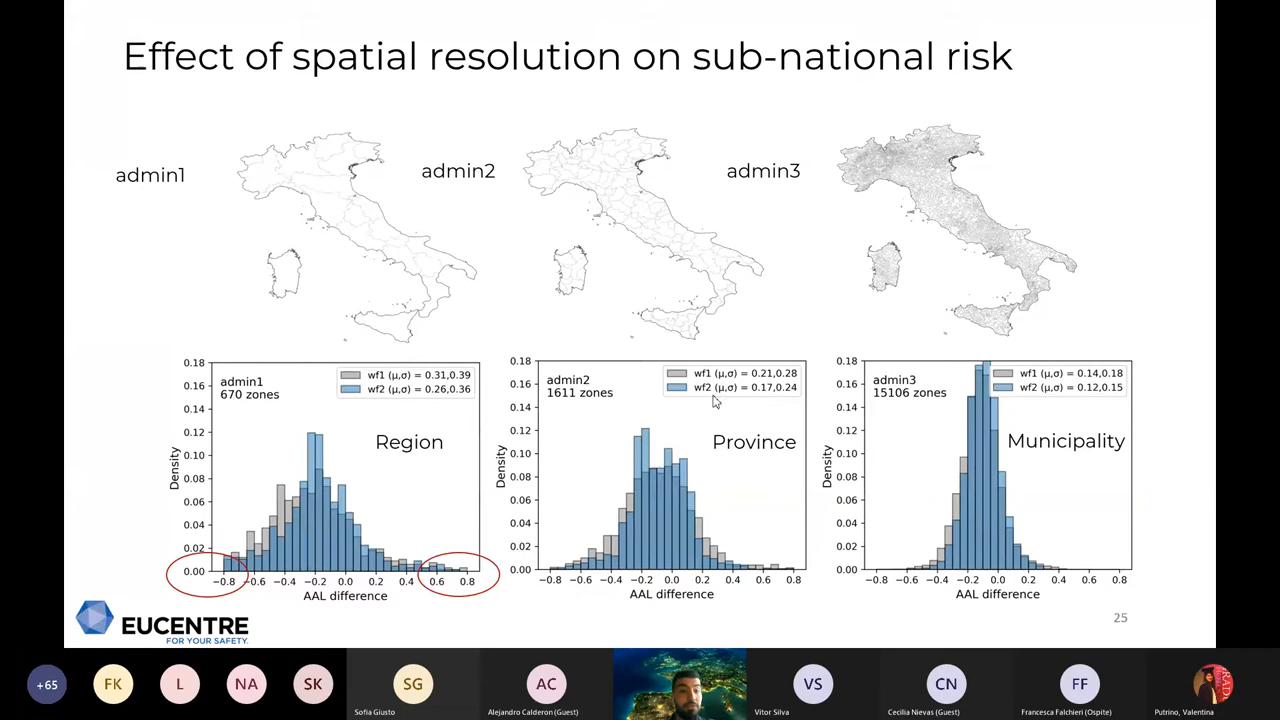 Effect of spatial resolution on sub-national risk
admin1
admin2
admin3
0.18
0.16
0.14
0.12
0.10
0.08
0.06
0.04
0.02
0.00
Density
admin1
670 zones
wf1 (μ,σ) = 0.31,0.39
wf2 (μ,σ) = 0.26,0.36
Region
−0.8 −0.6 −0.4 −0.2 0.0 0.2 0.4 0.6 0.8
AAL difference
0.18
0.16
0.14
0.12
0.10
0.08
0.06
0.04
0.02
0.00
Density
admin2
1611 zones
wf1 (μ,σ) = 0.21,0.28
wf2 (μ,σ) = 0.17,0.24
Province
−0.8 −0.6 −0.4 −0.2 0.0 0.2 0.4 0.6 0.8
AAL difference
0.18
0.16
0.14
0.12
0.10
0.08
0.06
0.04
0.02
0.00
Density
admin3
15106 zones
wf1 (μ,σ) = 0.14,0.18
wf2 (μ,σ) = 0.12,0.15
Municipality
−0.8 −0.6 −0.4 −0.2 0.0 0.2 0.4 0.6 0.8
AAL difference
EUCENTRE
FOR YOUR SAFETY.
25
+65
FK
L
NA
SK
SG
Sofia Giusto
AC
Alejandro Calderon (Guest)
VS
Vitor Silva
CN
Cecilia Nievas (Guest)
FF
Francesca Falchieri (Ospite)
Putrino, Valentina